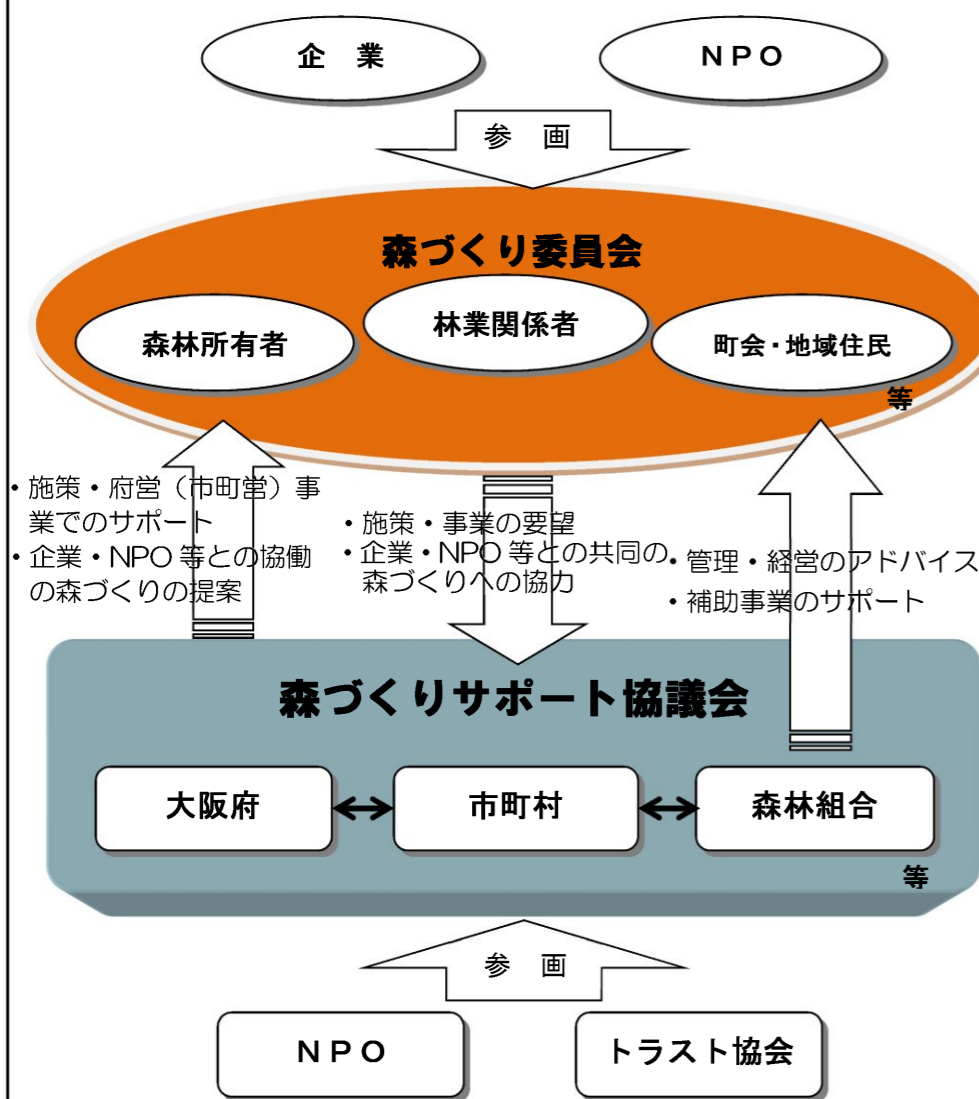 企　業
ＮＰＯ
参　画
森づくり委員会
森林所有者
林業関係者
町会・地域住民
等
・施策・府営（市町営）事
業でのサポート
・企業・NPO 等との協働
の森づくりの提案
・施策・事業の要望
・企業・NPO 等との共同の
森づくりへの協力
・管理・経営のアドバイス
・補助事業のサポート
森づくりサポート協議会
大阪府
市町村
森林組合
等
参　画
ＮＰＯ
トラスト協会